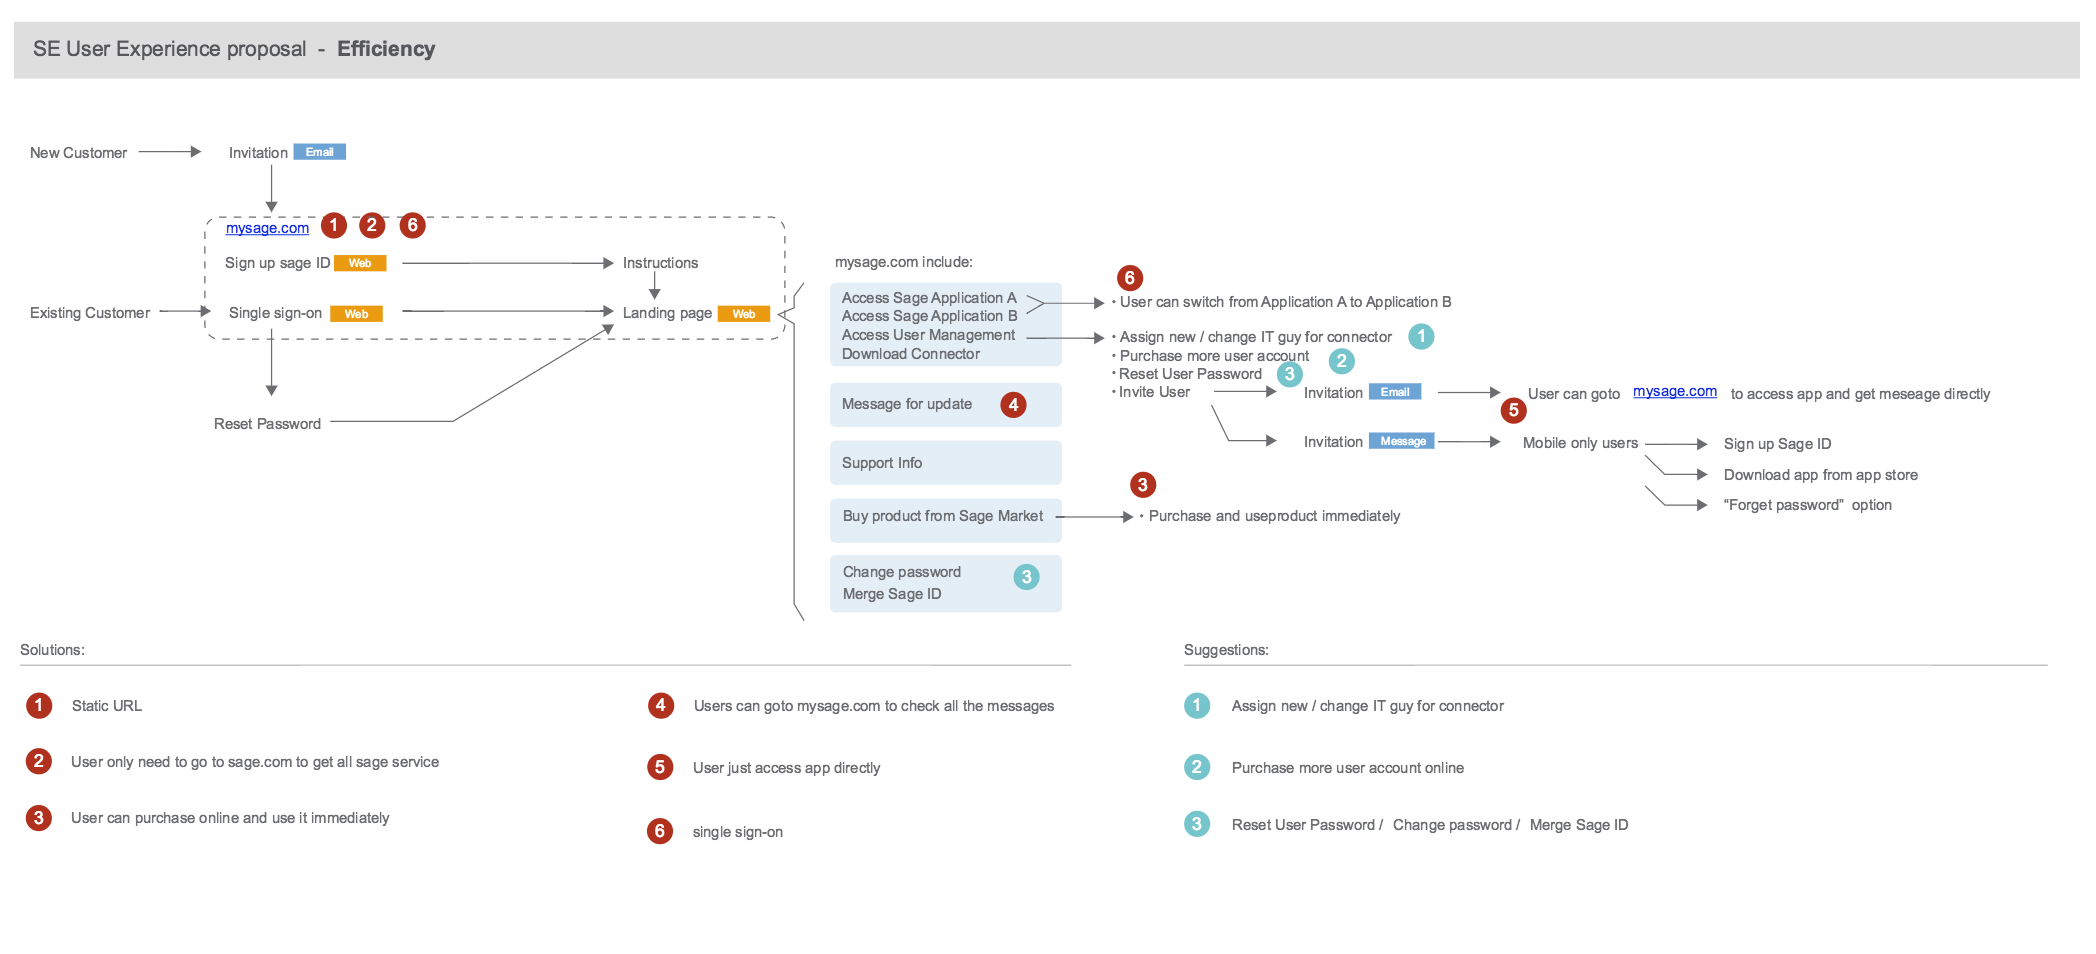 SE User Experience proposal - Efficiency
New Customer
Invitation Email
mysage.com 1 2 6
Sign up sage ID Web
Instructions
Existing Customer
Single sign-on Web
Landing page Web
Reset Password
mysage.com include:
Access Sage Application A
Access Sage Application B
Access User Management
Download Connector
Message for update 4
Support Info
Buy product from Sage Market
Change password
Merge Sage ID
3
6
· User can switch from Application A to Application B
· Assign new / change IT guy for connector 1
· Purchase more user account 2
· Reset User Password 3
· Invite User
Invitation Email
User can goto mysage.com to access app and get meseage directly
5
Invitation Message
Mobile only users
Sign up Sage ID
Download app from app store
“Forget password” option
3
· Purchase and useproduct immediately
Solutions:
1 Static URL
2 User only need to go to sage.com to get all sage service
3 User can purchase online and use it immediately
4 Users can goto mysage.com to check all the messages
5 User just access app directly
6 single sign-on
Suggestions:
1 Assign new / change IT guy for connector
2 Purchase more user account online
3 Reset User Password / Change password / Merge Sage ID